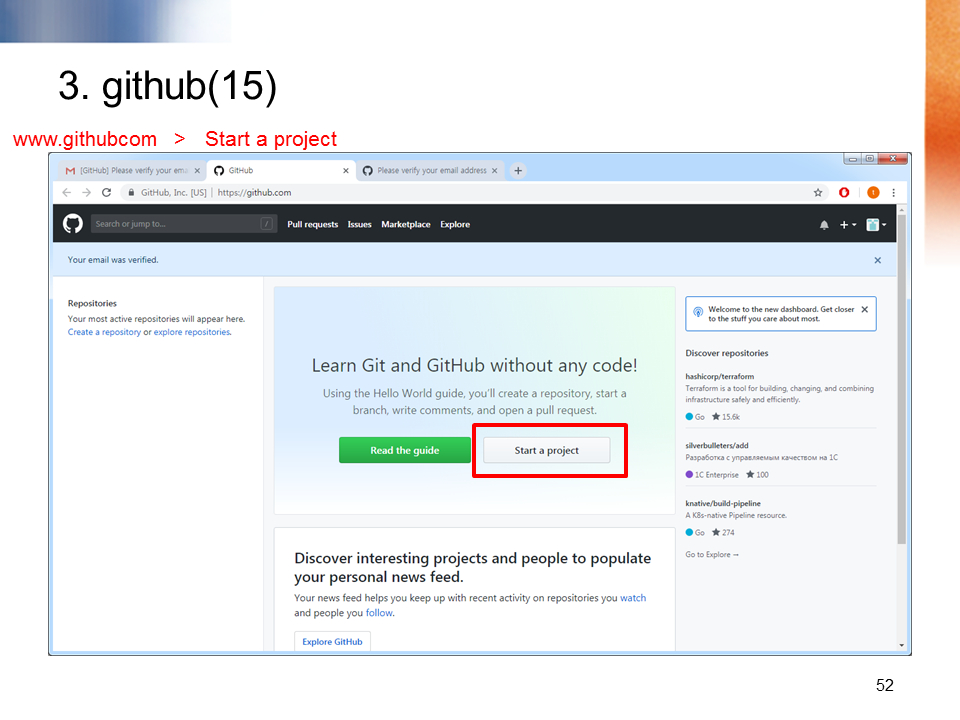 3. github(15)
www.githubcom > Start a project
[GitHub] Please verify your ema
GitHub
Please verify your email address
GitHub, Inc. [US] | https://github.com
Search or jump to... /
Pull requests Issues Marketplace Explore
Your email was verified.
Repositories
Your most active repositories will appear here.
Create a repository or explore repositories.
Learn Git and GitHub without any code!
Using the Hello World guide, you'll create a repository, start a
branch, write comments, and open a pull request.
Read the guide
Start a project
Discover interesting projects and people to populate
your personal news feed.
Your news feed helps you keep up with recent activity on repositories you watch
and people you follow.
Explore GitHub
Welcome to the new dashboard. Get closer
to the stuff you care about most.
Discover repositories
hashicorp/terraform
Terraform is a tool for building, changing, and combining
infrastructure safely and efficiently.
Go ★ 15.6k
silverbulleters/add
Разработка с управляемым качеством на 1С
1C Enterprise ★ 100
knative/build-pipeline
A K8s-native Pipeline resource.
Go ★ 274
Go to Explore →
52